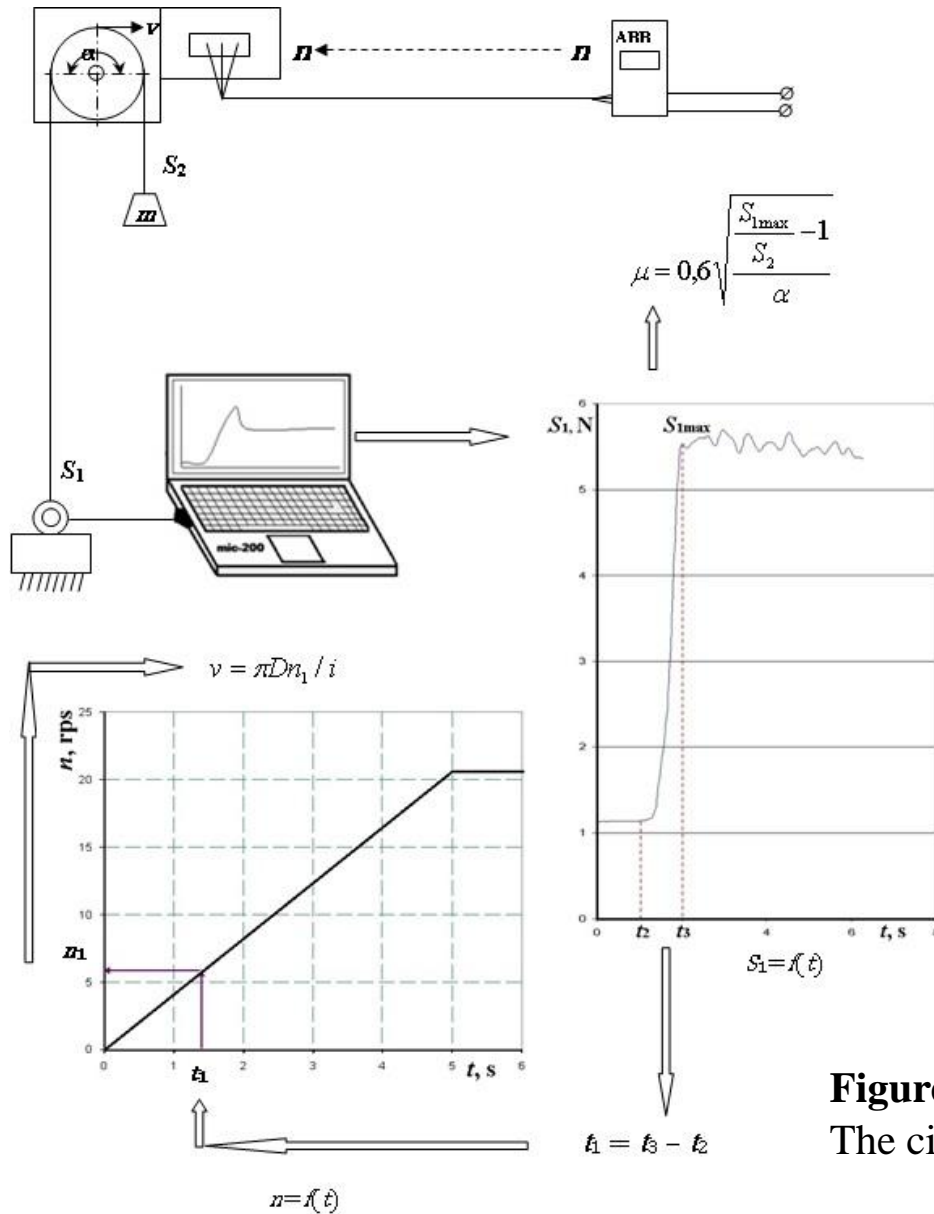 v
α
n
n
ABB
S₂
m
μ = 0,6√((S₁max/S₂ −1)/α)
S₁
mic-200
S₁, N
S₁max
6
5
4
3
2
1
0
0
t₂
t₃
4
6
t, s
8
S₁=f(t)
v = πDn₁ / i
n, rps
25
20
15
10
5
0
n₁
0
1
2
3
4
5
6
t₁
t, s
t₁ = t₃ − t₂
n=f(t)
Figure
The ci